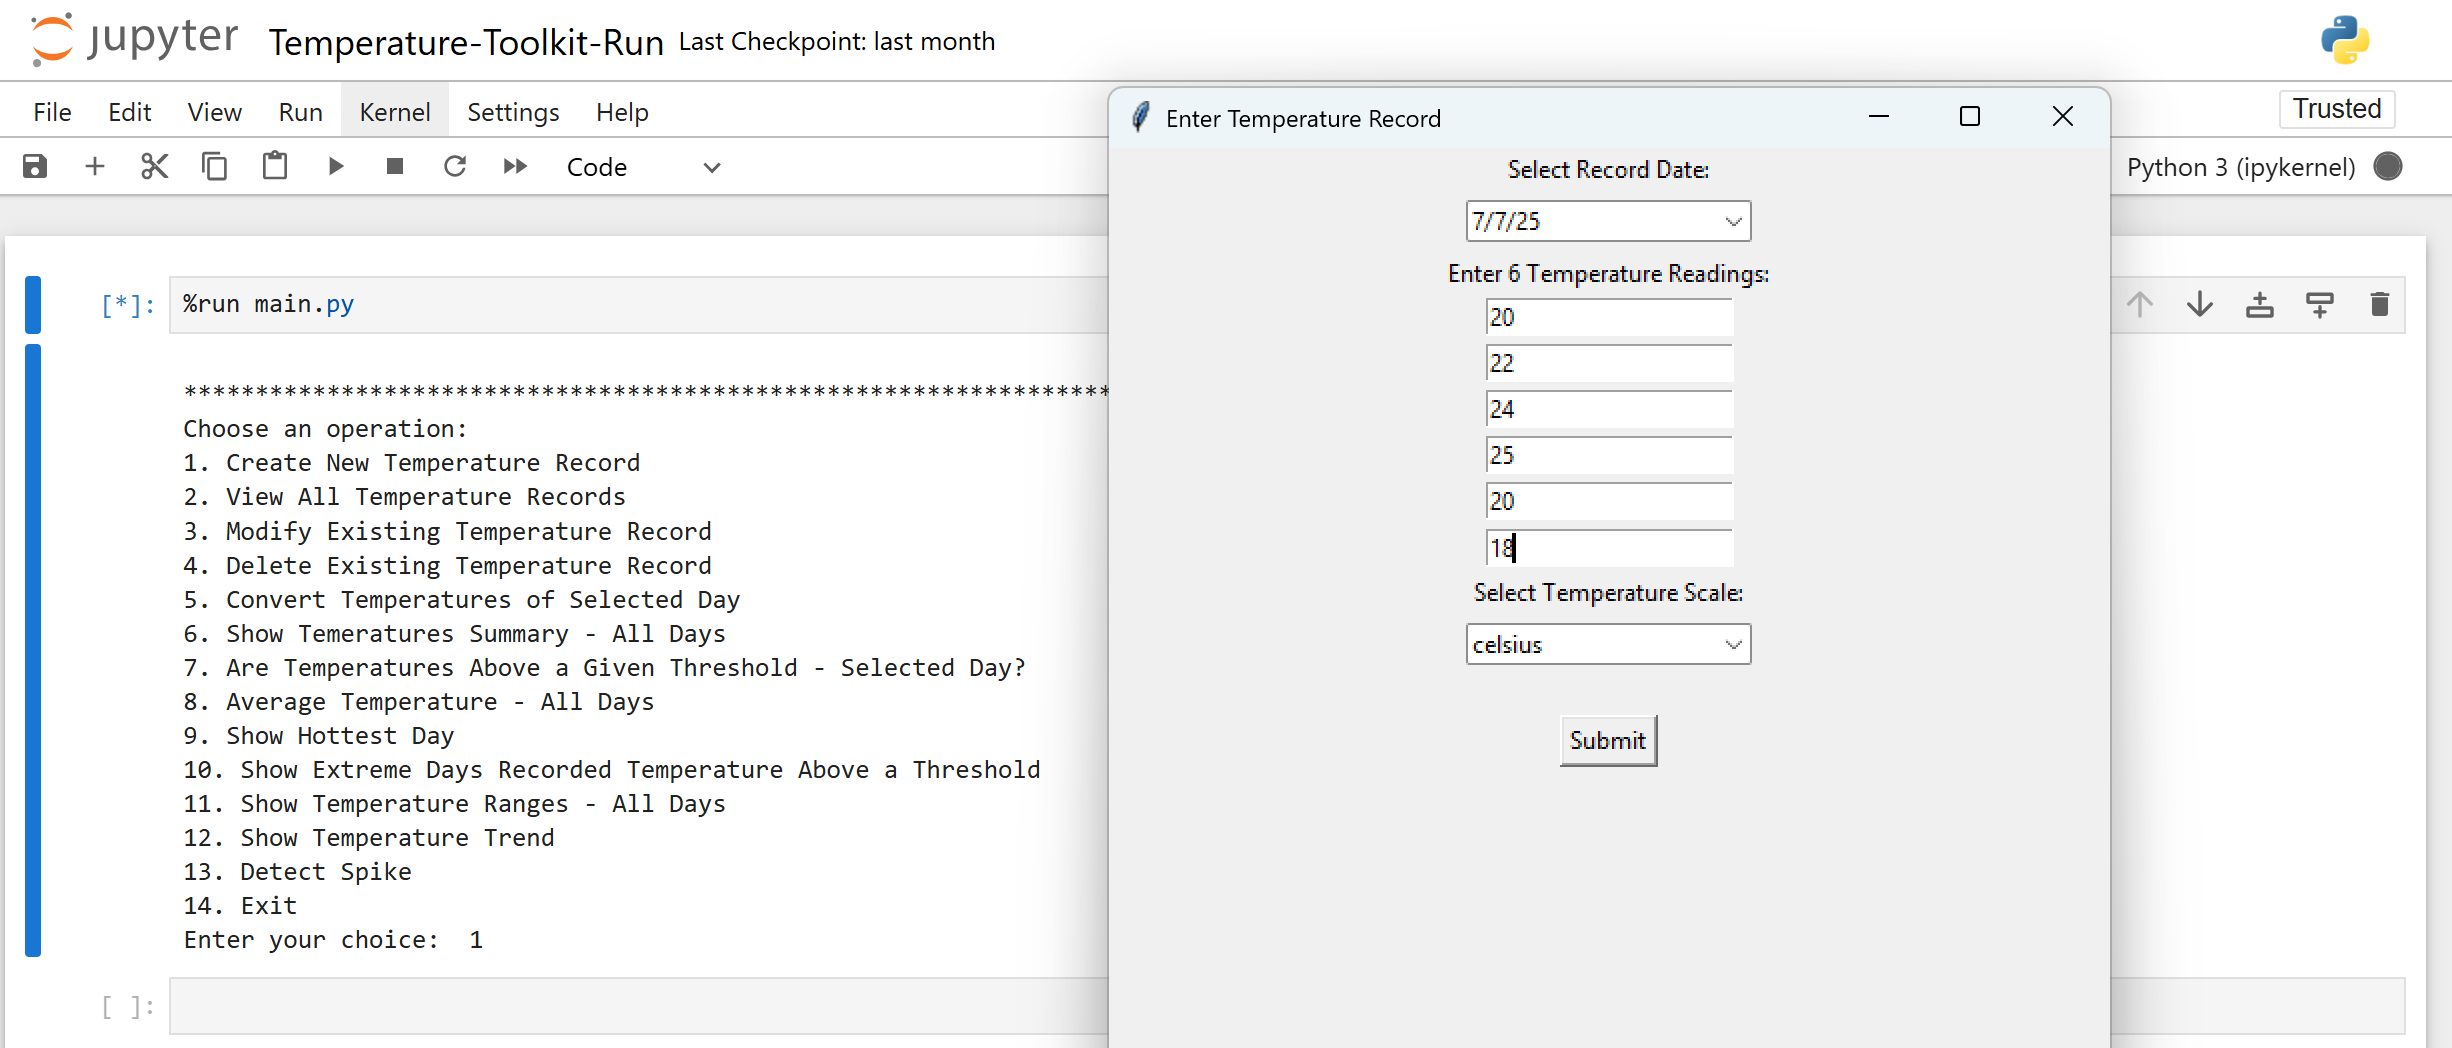 jupyter Temperature-Toolkit-Run Last Checkpoint: last month
File Edit View Run Kernel Settings Help
Trusted
Code
Python 3 (ipykernel)
[*]: %run main.py
*****************************************************************
Choose an operation:
1. Create New Temperature Record
2. View All Temperature Records
3. Modify Existing Temperature Record
4. Delete Existing Temperature Record
5. Convert Temperatures of Selected Day
6. Show Temeratures Summary - All Days
7. Are Temperatures Above a Given Threshold - Selected Day?
8. Average Temperature - All Days
9. Show Hottest Day
10. Show Extreme Days Recorded Temperature Above a Threshold
11. Show Temperature Ranges - All Days
12. Show Temperature Trend
13. Detect Spike
14. Exit
Enter your choice: 1
[ ]:
Enter Temperature Record
Select Record Date:
7/7/25
Enter 6 Temperature Readings:
20
22
24
25
20
18
Select Temperature Scale:
celsius
Submit